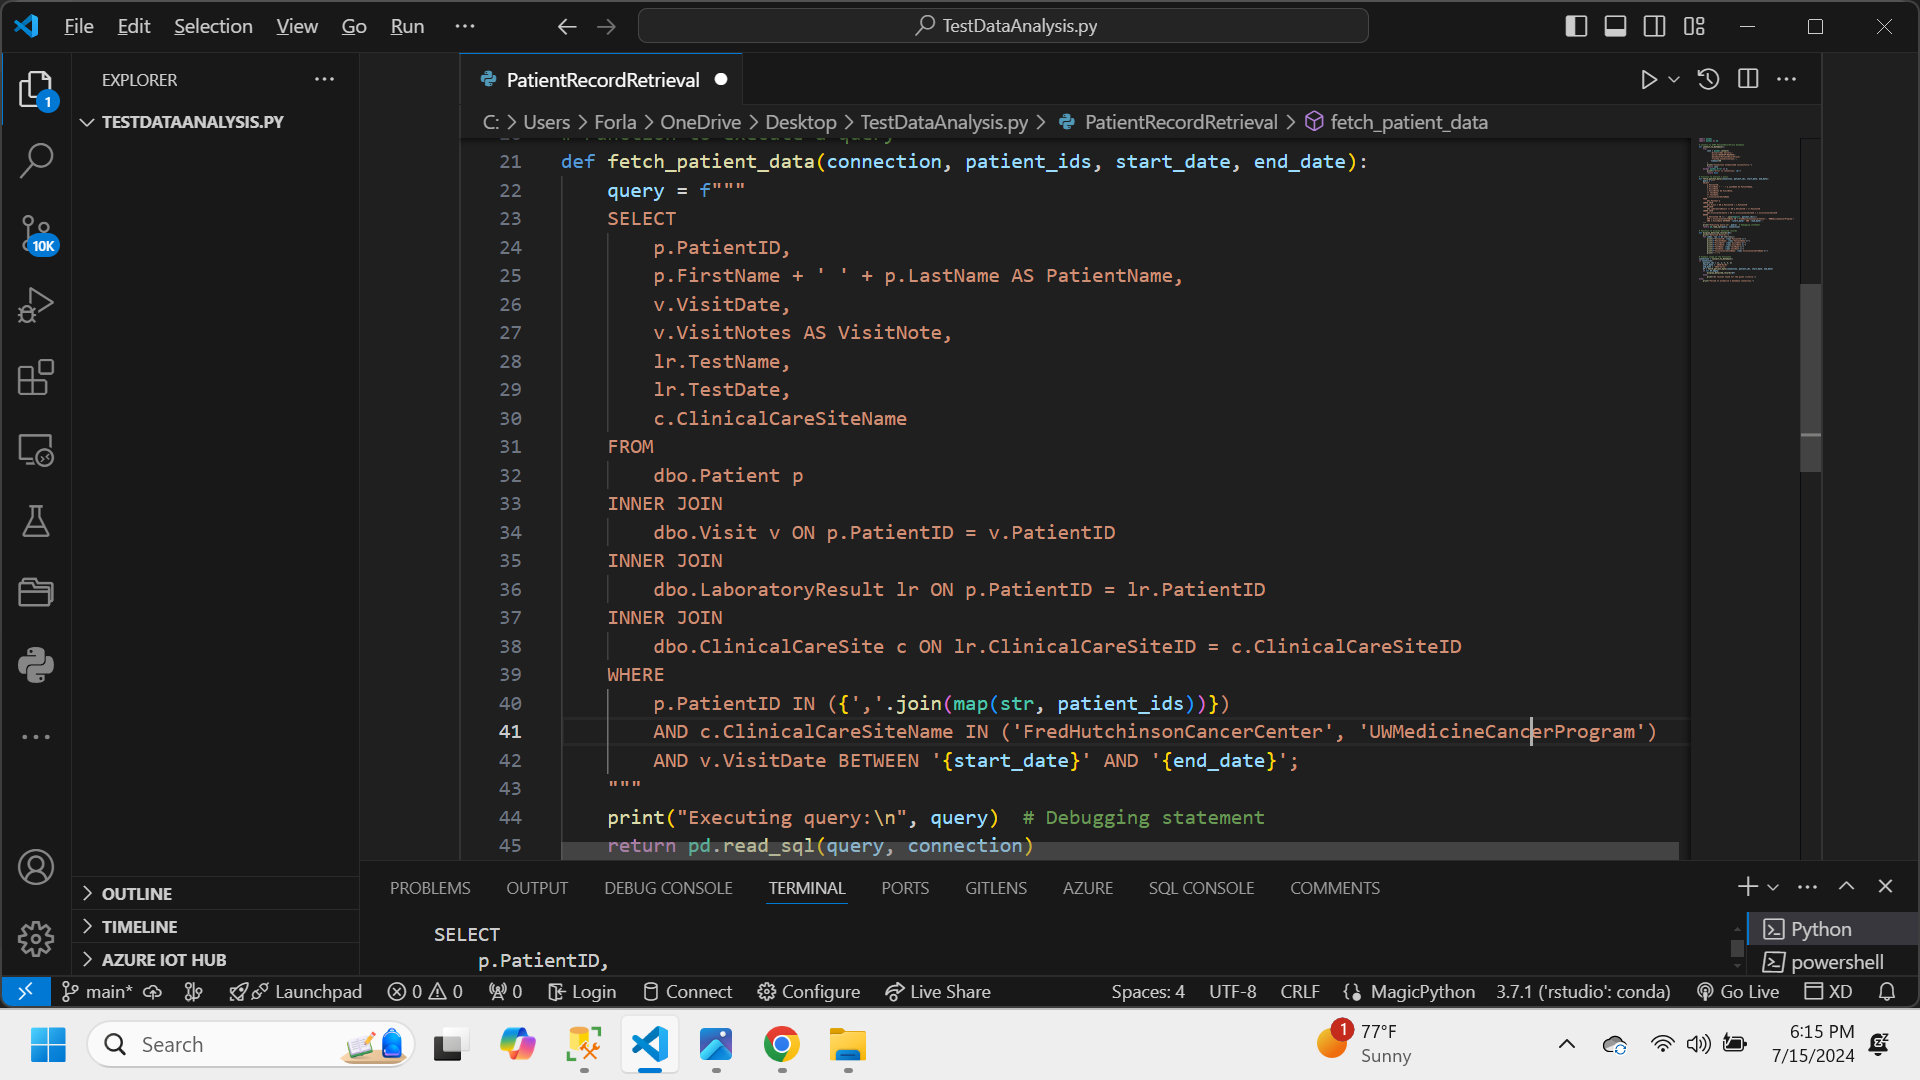 File Edit Selection View Go Run ···
TestDataAnalysis.py
EXPLORER
TESTDATAANALYSIS.PY
1
10K
PatientRecordRetrieval
C: > Users > Forla > OneDrive > Desktop > TestDataAnalysis.py > PatientRecordRetrieval > fetch_patient_data
21 def fetch_patient_data(connection, patient_ids, start_date, end_date):
22 query = f"""
23 SELECT
24 p.PatientID,
25 p.FirstName + ' ' + p.LastName AS PatientName,
26 v.VisitDate,
27 v.VisitNotes AS VisitNote,
28 lr.TestName,
29 lr.TestDate,
30 c.ClinicalCareSiteName
31 FROM
32 dbo.Patient p
33 INNER JOIN
34 dbo.Visit v ON p.PatientID = v.PatientID
35 INNER JOIN
36 dbo.LaboratoryResult lr ON p.PatientID = lr.PatientID
37 INNER JOIN
38 dbo.ClinicalCareSite c ON lr.ClinicalCareSiteID = c.ClinicalCareSiteID
39 WHERE
40 p.PatientID IN ({','.join(map(str, patient_ids))})
41 AND c.ClinicalCareSiteName IN ('FredHutchinsonCancerCenter', 'UWMedicineCancerProgram')
42 AND v.VisitDate BETWEEN '{start_date}' AND '{end_date}';
43 """
44 print("Executing query:\n", query) # Debugging statement
45 return pd.read_sql(query, connection)
OUTLINE
TIMELINE
AZURE IOT HUB
PROBLEMS OUTPUT DEBUG CONSOLE TERMINAL PORTS GITLENS AZURE SQL CONSOLE COMMENTS
SELECT
p.PatientID,
Python
powershell
main* Launchpad 0 0 0 Login Connect Configure Live Share Spaces: 4 UTF-8 CRLF MagicPython 3.7.1 ('rstudio': conda) Go Live XD
Search
1
77°F
Sunny
6:15 PM
7/15/2024